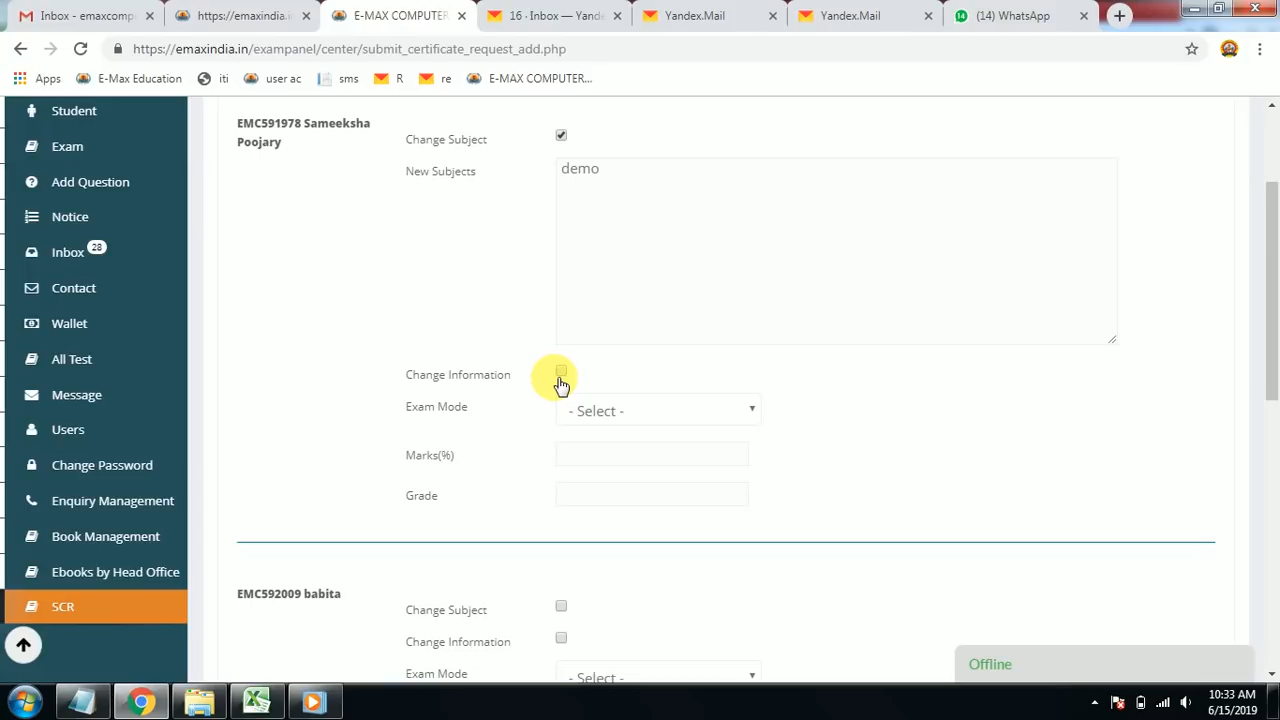 Inbox - emaxcomp
https://emaxindia.in
E-MAX COMPUTER
16 · Inbox — Yand
Yandex.Mail
Yandex.Mail
(14) WhatsApp
https://emaxindia.in/exampanel/center/submit_certificate_request_add.php
Apps
E-Max Education
iti
user ac
sms
R
re
E-MAX COMPUTER...
Student
Exam
Add Question
Notice
Inbox 28
Contact
Wallet
All Test
Message
Users
Change Password
Enquiry Management
Book Management
Ebooks by Head Office
SCR
EMC591978 Sameeksha
Poojary
Change Subject
New Subjects
demo
Change Information
Exam Mode
- Select -
Marks(%)
Grade
EMC592009 babita
Change Subject
Change Information
Exam Mode
- Select -
Offline
10:33 AM
6/15/2019